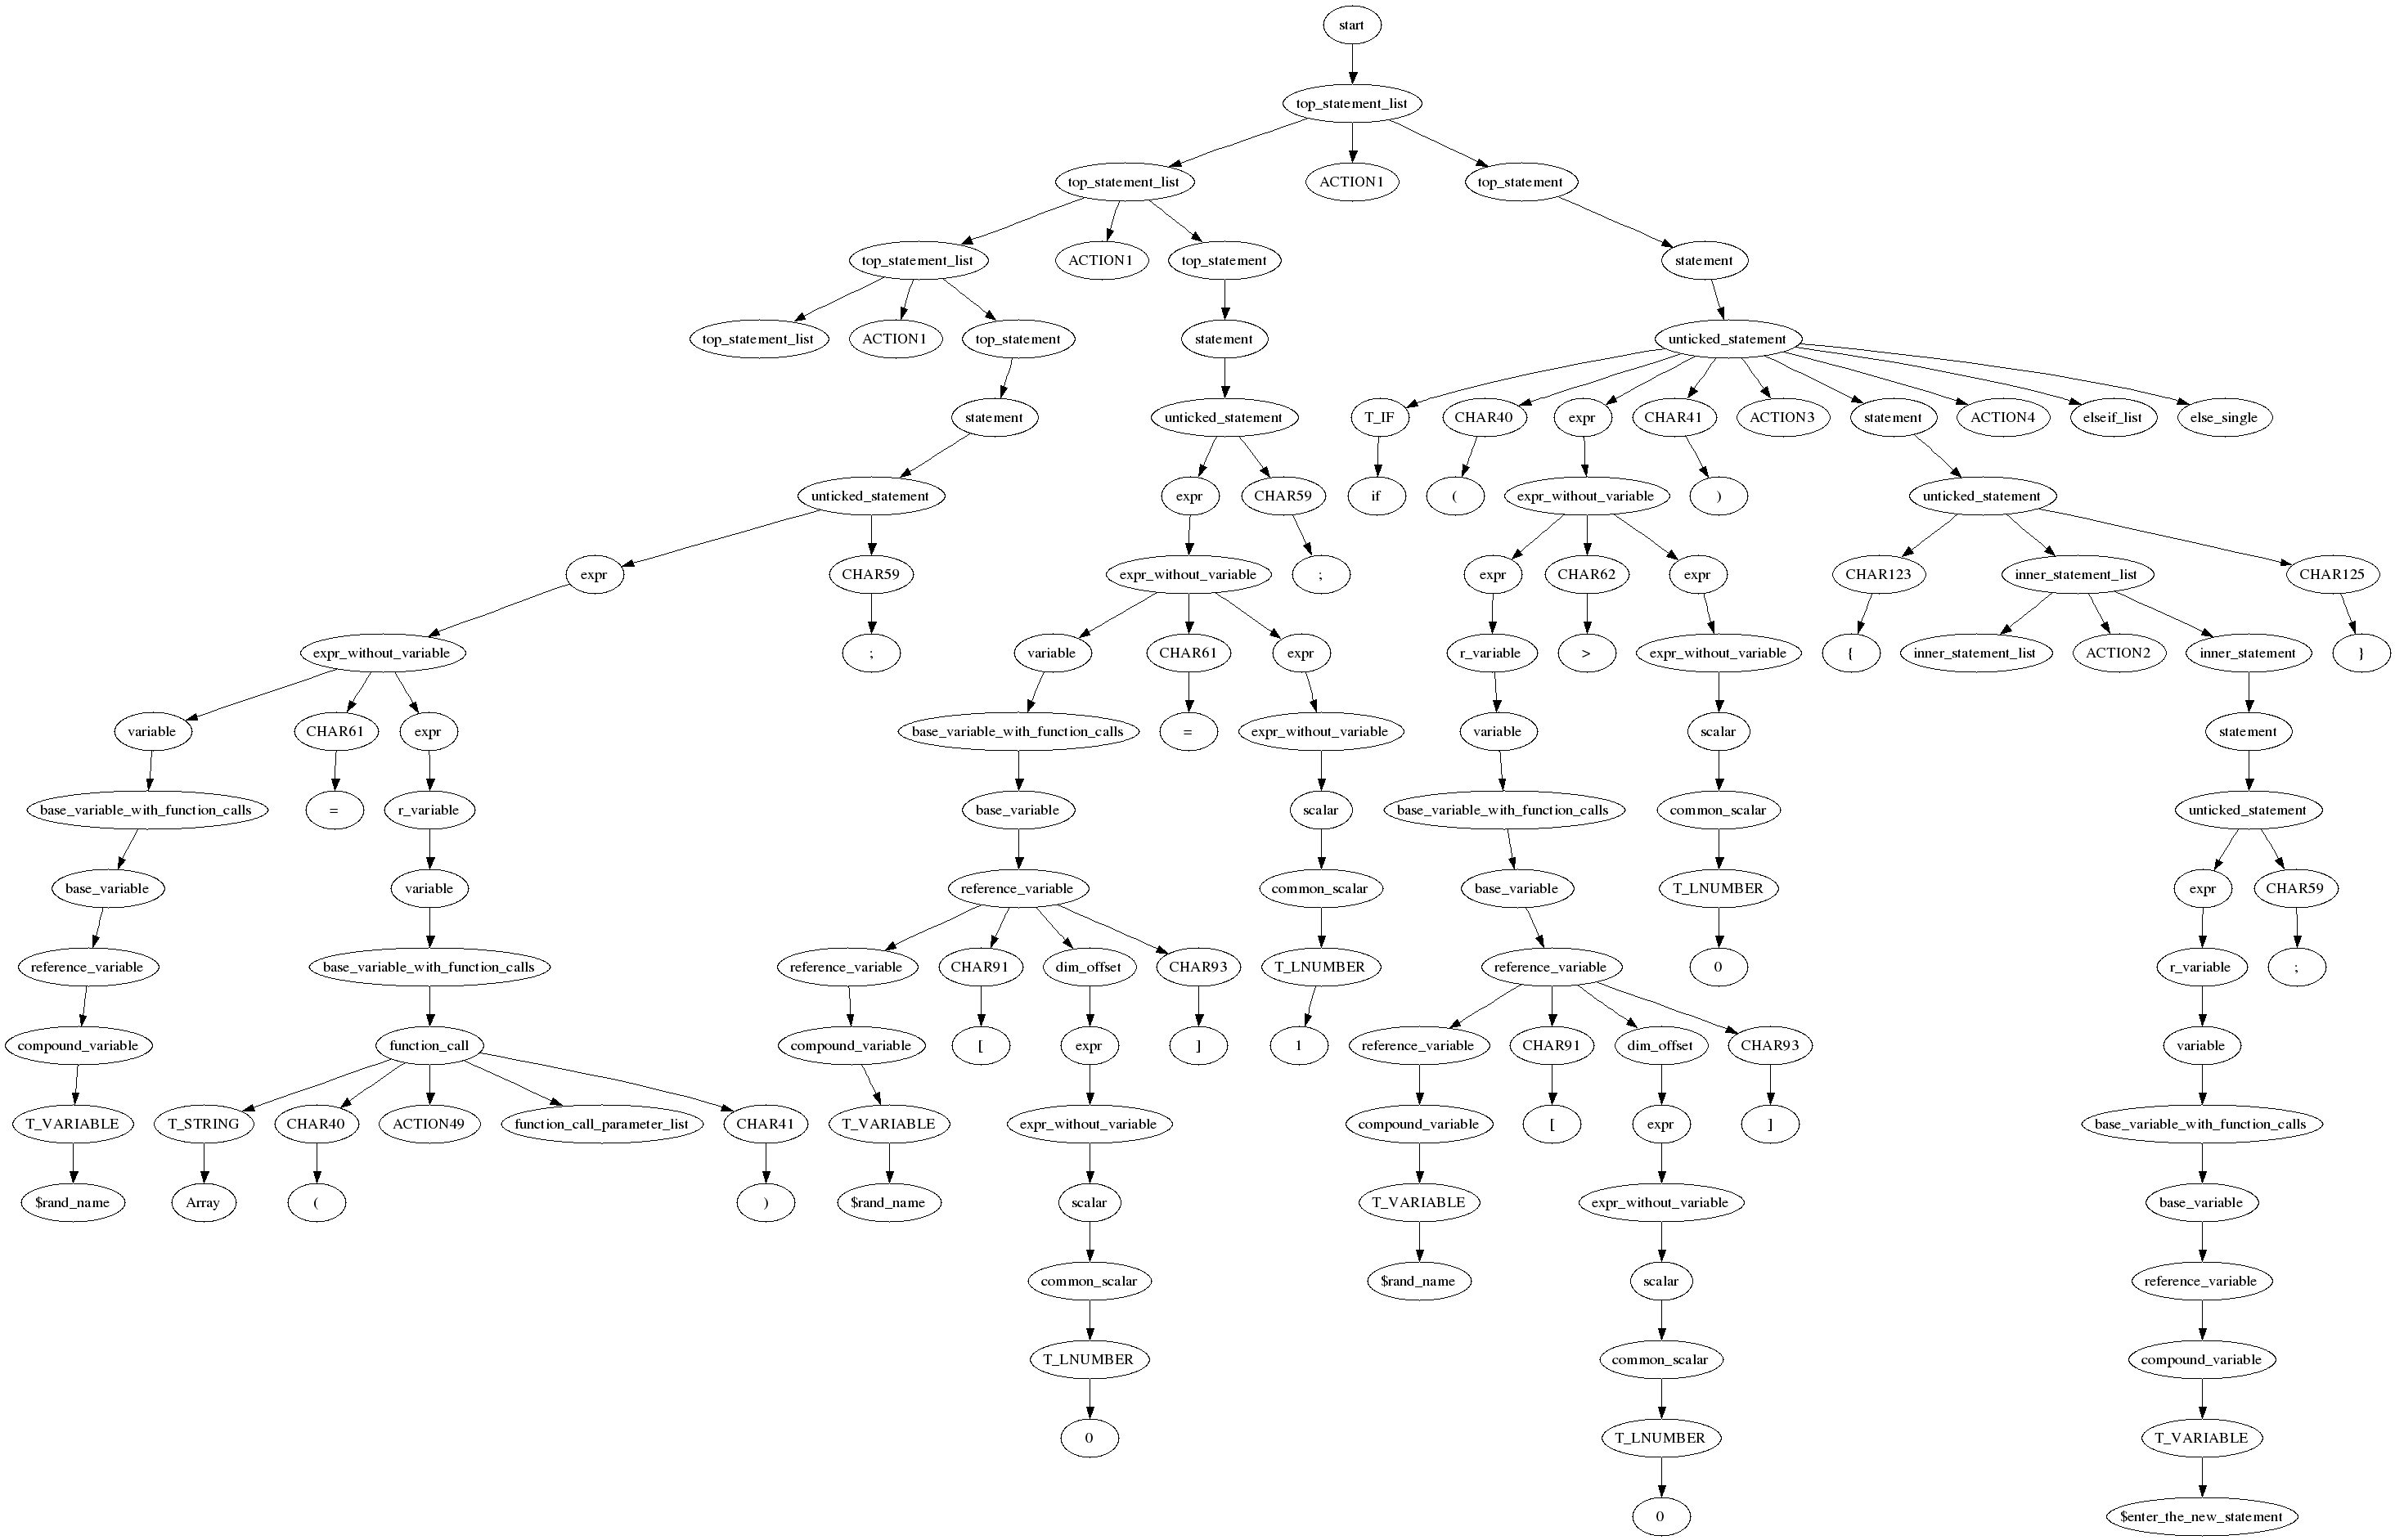 start
top_statement_list
top_statement_list ACTION1 top_statement
top_statement_list ACTION1 top_statement statement
top_statement_list ACTION1 top_statement statement unticked_statement
statement unticked_statement T_IF CHAR40 expr CHAR41 ACTION3 statement ACTION4 elseif_list else_single
unticked_statement expr CHAR59 if ( expr_without_variable ) unticked_statement
expr CHAR59 expr_without_variable ; expr CHAR62 expr CHAR123 inner_statement_list CHAR125
expr_without_variable ; variable CHAR61 expr r_variable > expr_without_variable { inner_statement_list ACTION2 inner_statement }
variable CHAR61 expr base_variable_with_function_calls = expr_without_variable variable scalar statement
base_variable_with_function_calls = r_variable base_variable scalar base_variable_with_function_calls common_scalar unticked_statement
base_variable variable reference_variable common_scalar base_variable T_LNUMBER expr CHAR59
reference_variable base_variable_with_function_calls reference_variable CHAR91 dim_offset CHAR93 T_LNUMBER reference_variable 0 r_variable ;
compound_variable function_call compound_variable [ expr ] 1 reference_variable CHAR91 dim_offset CHAR93 variable
T_VARIABLE T_STRING CHAR40 ACTION49 function_call_parameter_list CHAR41 T_VARIABLE expr_without_variable compound_variable [ expr ] base_variable_with_function_calls
$rand_name Array ( ) $rand_name scalar T_VARIABLE expr_without_variable base_variable
common_scalar $rand_name scalar reference_variable
T_LNUMBER common_scalar compound_variable
0 T_LNUMBER T_VARIABLE
0 $enter_the_new_statement